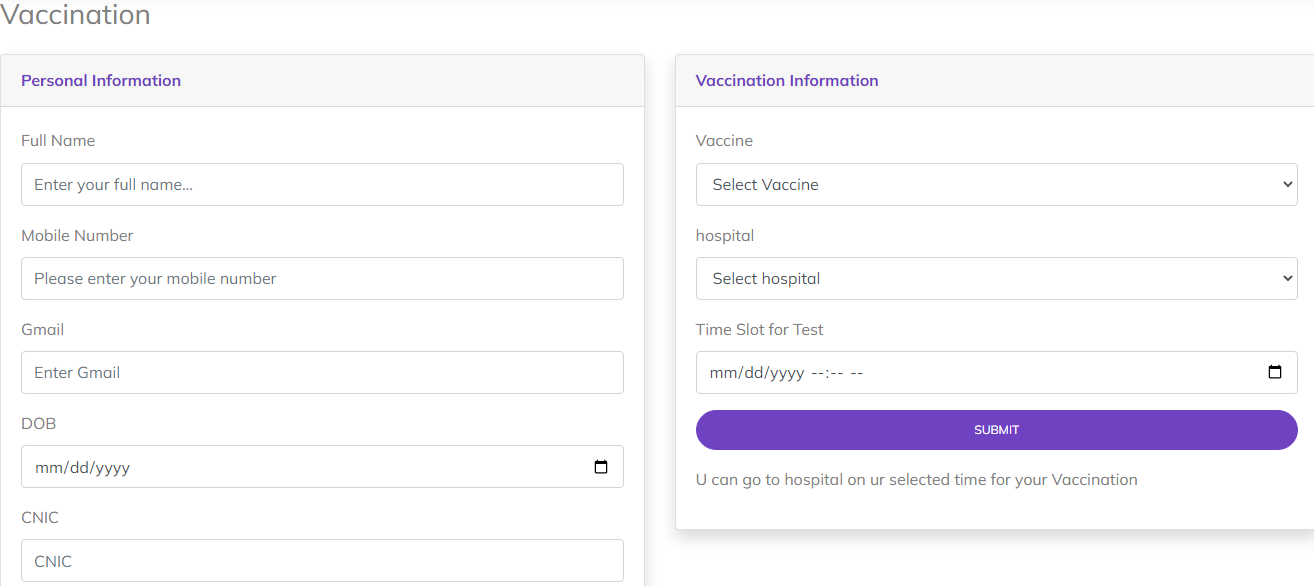 Vaccination
Personal Information
Full Name
Enter your full name...
Mobile Number
Please enter your mobile number
Gmail
Enter Gmail
DOB
mm/dd/yyyy
CNIC
CNIC
Vaccination Information
Vaccine
Select Vaccine
hospital
Select hospital
Time Slot for Test
mm/dd/yyyy --:-- --
SUBMIT
U can go to hospital on ur selected time for your Vaccination